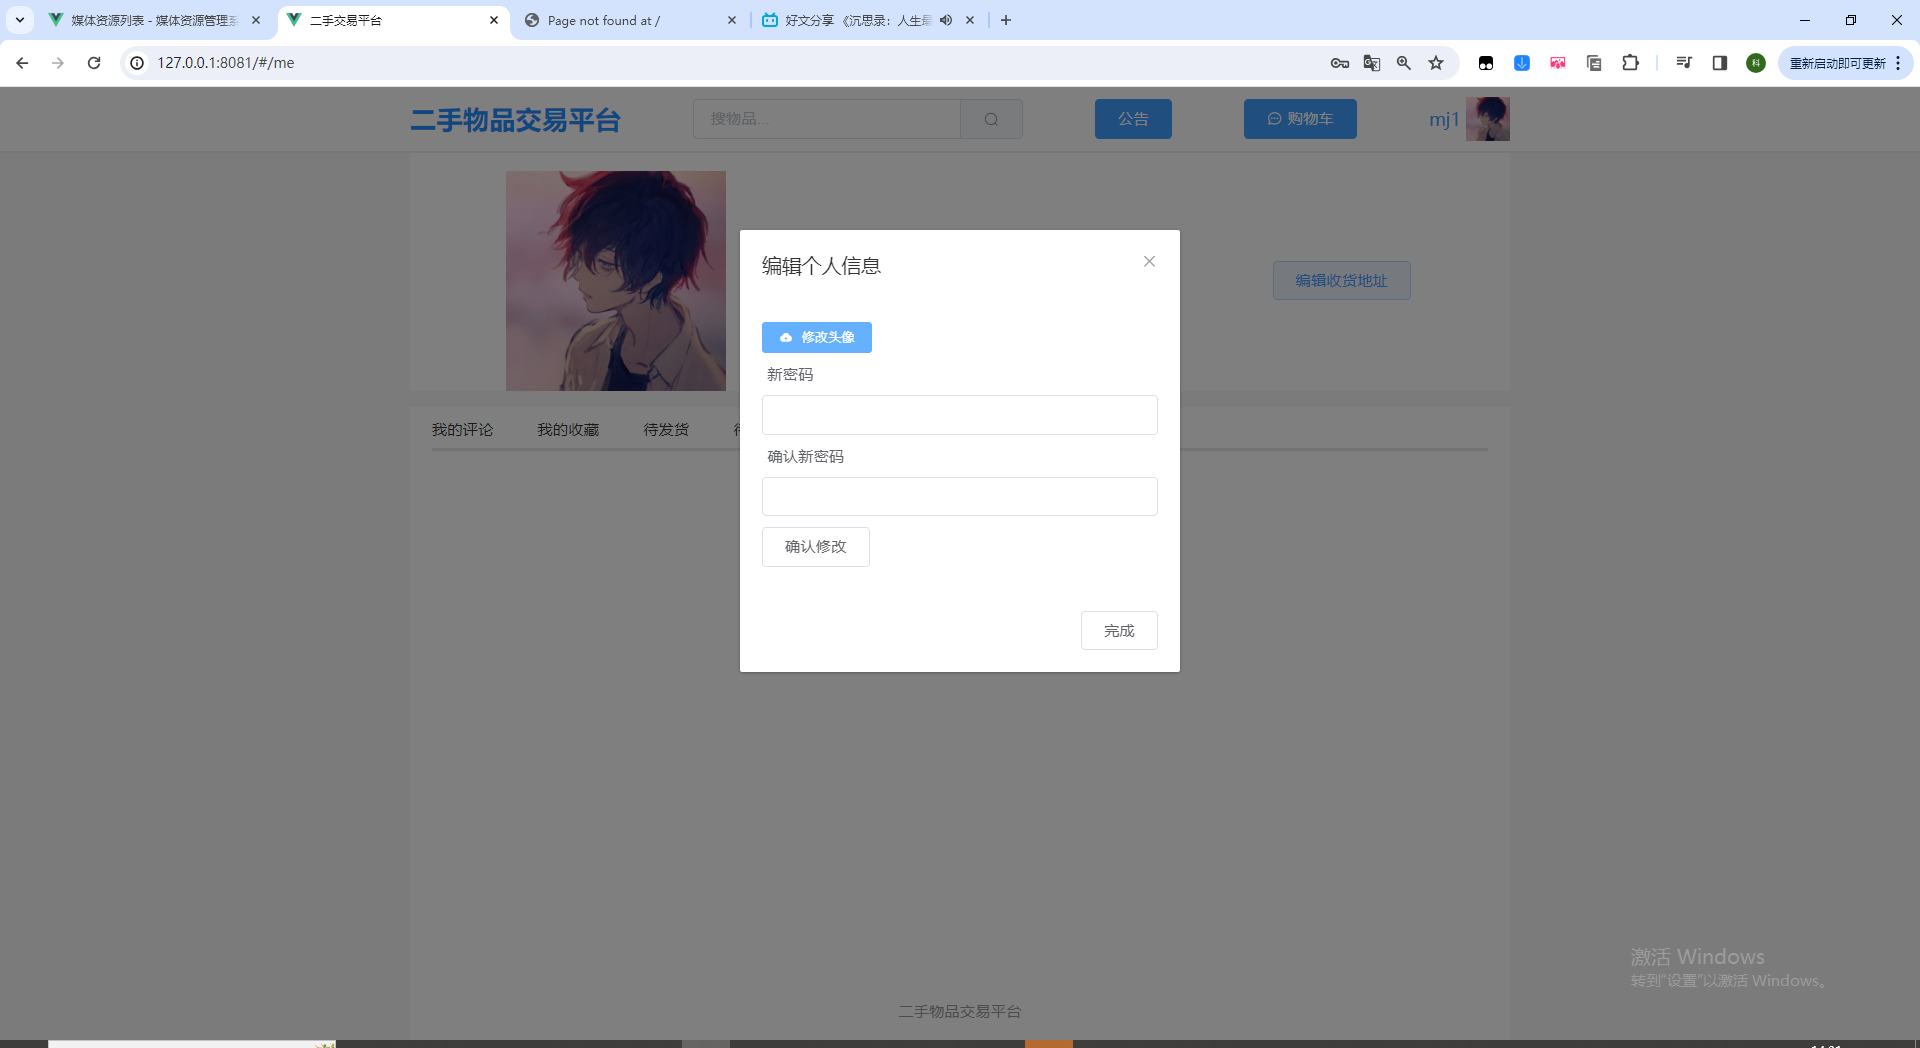 媒体资源列表 - 媒体资源管理系
二手交易平台
Page not found at /
好文分享《沉思录：人生最
127.0.0.1:8081/#/me
重新启动即可更新
科
二手物品交易平台
搜物品...
公告
购物车
mj1
编辑个人信息
编辑收货地址
修改头像
新密码
我的评论
我的收藏
待发货
确认新密码
确认修改
完成
激活 Windows
转到"设置"以激活 Windows。
二手物品交易平台